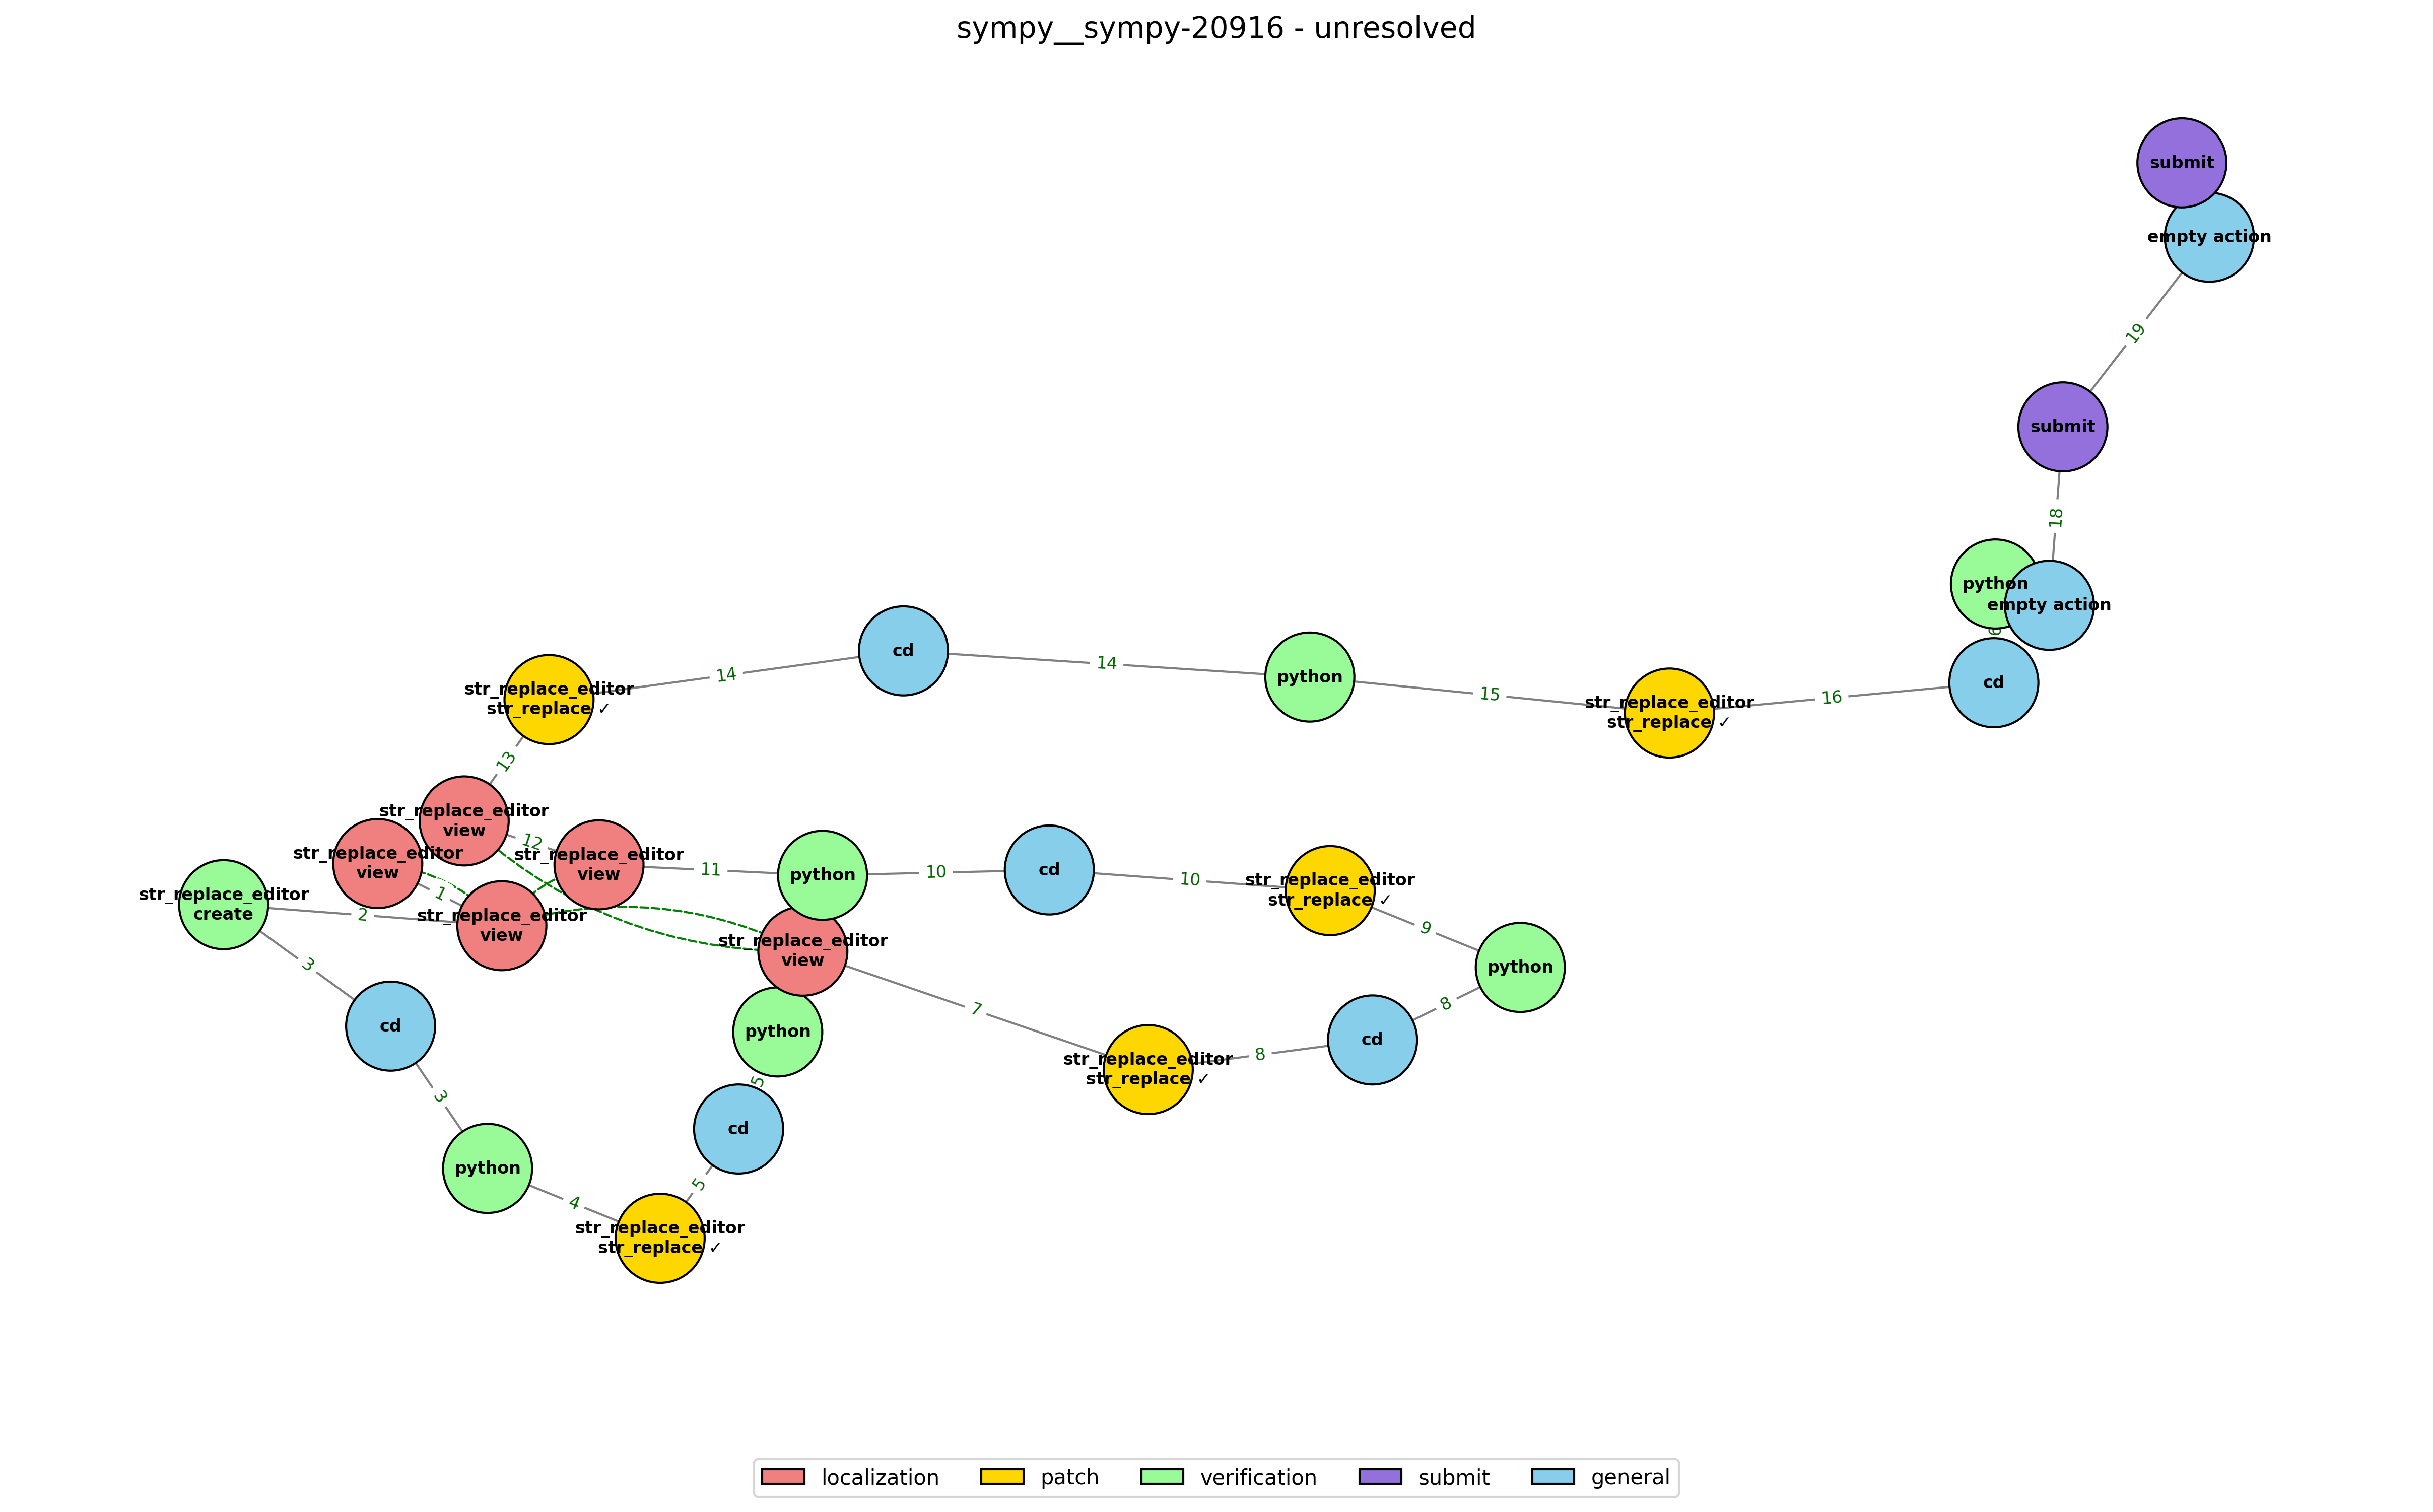 sympy__sympy-20916 - unresolved
submit
empty action
19
submit
18
python
empty action
6
cd
cd
14
14
python
15
str_replace_editor
str_replace ✓
16
str_replace_editor
str_replace ✓
13
str_replace_editor
view
12
str_replace_editor
view
str_replace_editor
view
11
python
10
cd
10
str_replace_editor
str_replace ✓
1
str_replace_editor
create
2
str_replace_editor
view
9
str_replace_editor
view
python
3
7
8
cd
8
cd
python
str_replace_editor
str_replace ✓
5
3
cd
python
4
5
str_replace_editor
str_replace ✓
localization
patch
verification
submit
general